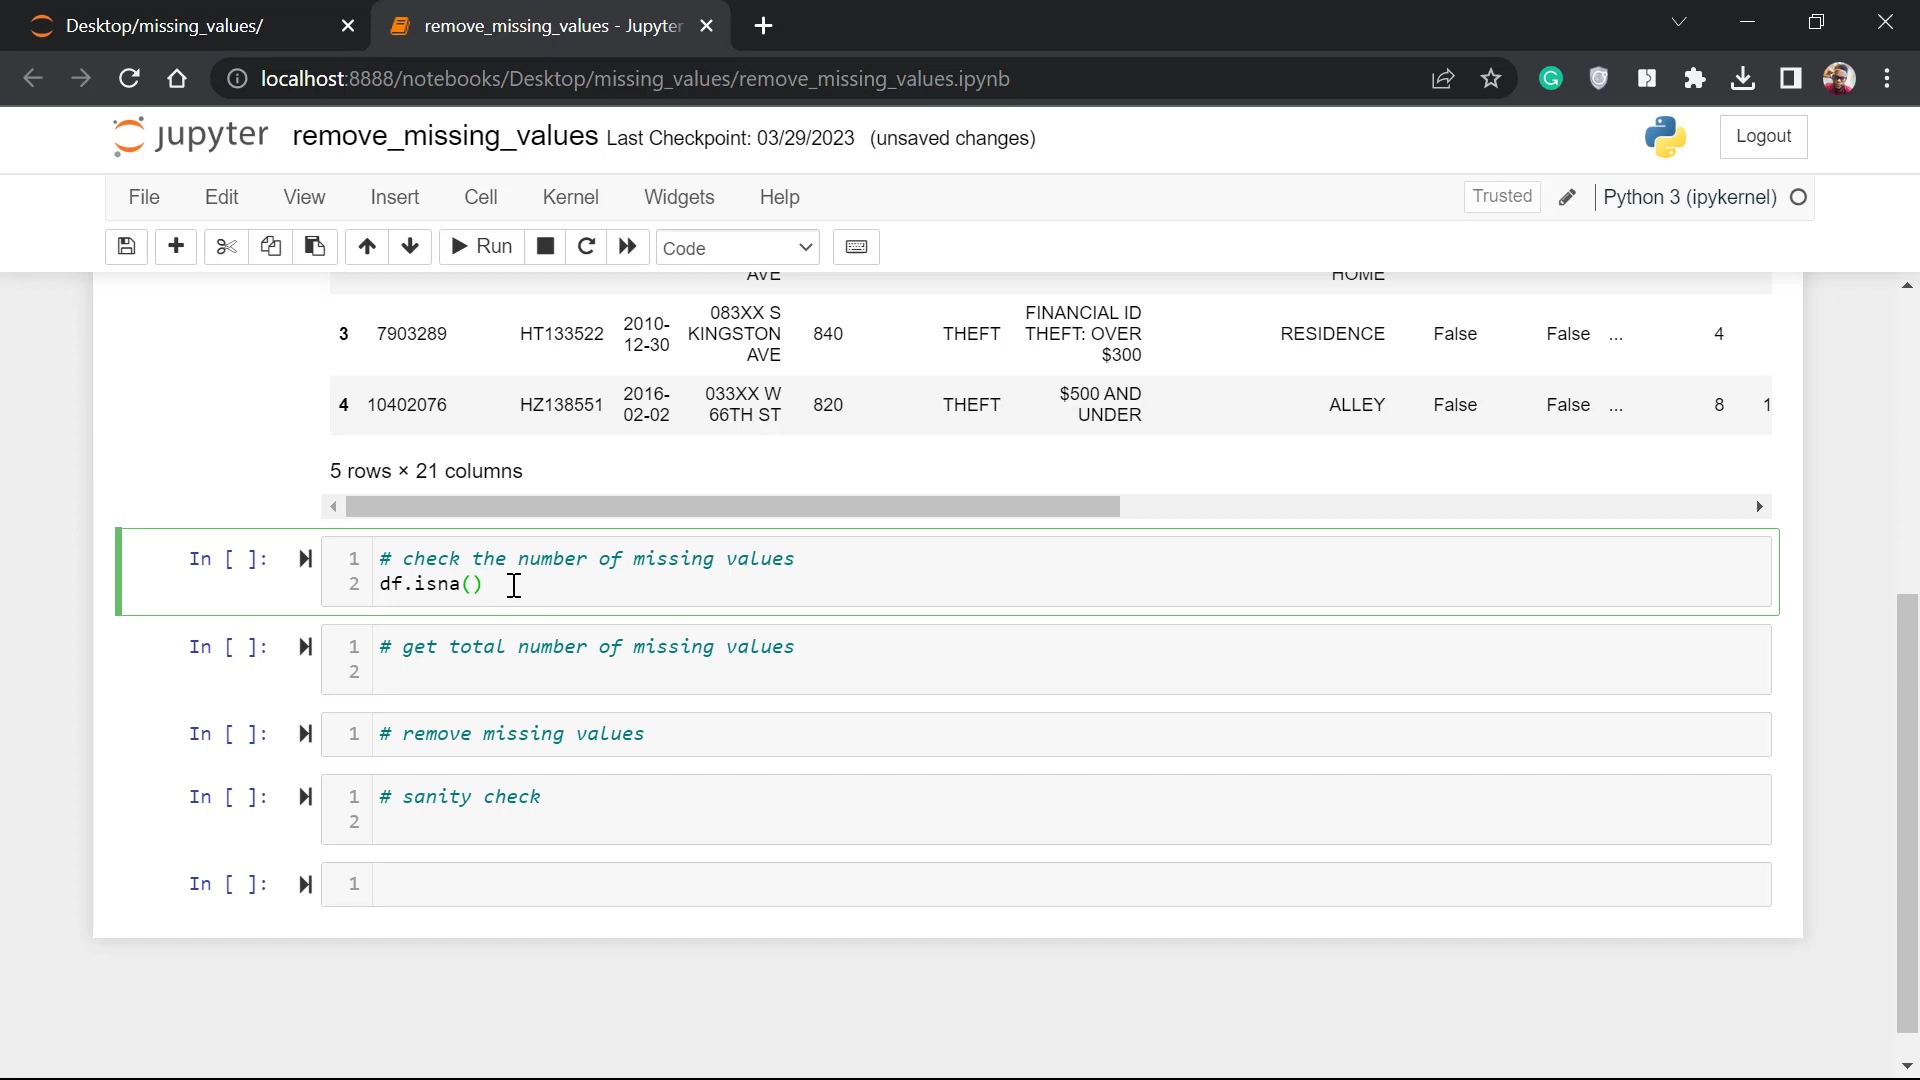 Desktop/missing_values/
remove_missing_values - Jupyter
localhost:8888/notebooks/Desktop/missing_values/remove_missing_values.ipynb
jupyter remove_missing_values Last Checkpoint: 03/29/2023 (unsaved changes)
Logout
File Edit View Insert Cell Kernel Widgets Help
Trusted
Python 3 (ipykernel)
Run
Code
AVE HOME
3 7903289 HT133522 2010-12-30 083XX S KINGSTON AVE 840 THEFT FINANCIAL ID THEFT: OVER $300 RESIDENCE False False ... 4
4 10402076 HZ138551 2016-02-02 033XX W 66TH ST 820 THEFT $500 AND UNDER ALLEY False False ... 8 1
5 rows × 21 columns
In [ ]: 1 # check the number of missing values
2 df.isna()
In [ ]: 1 # get total number of missing values
2
In [ ]: 1 # remove missing values
In [ ]: 1 # sanity check
2
In [ ]: 1